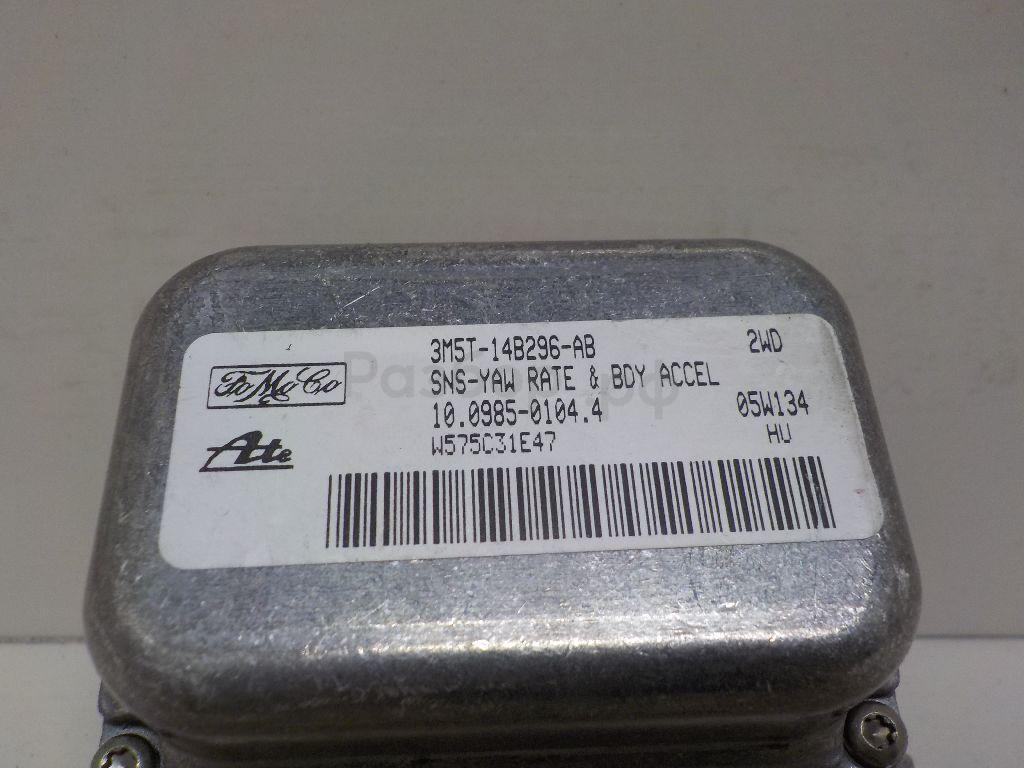 3M5T-14B296-AB 2WD
FoMoCo SNS-YAW RATE & BDY ACCEL
10.0985-0104.4 05W134
Ate W575C31E47 HU